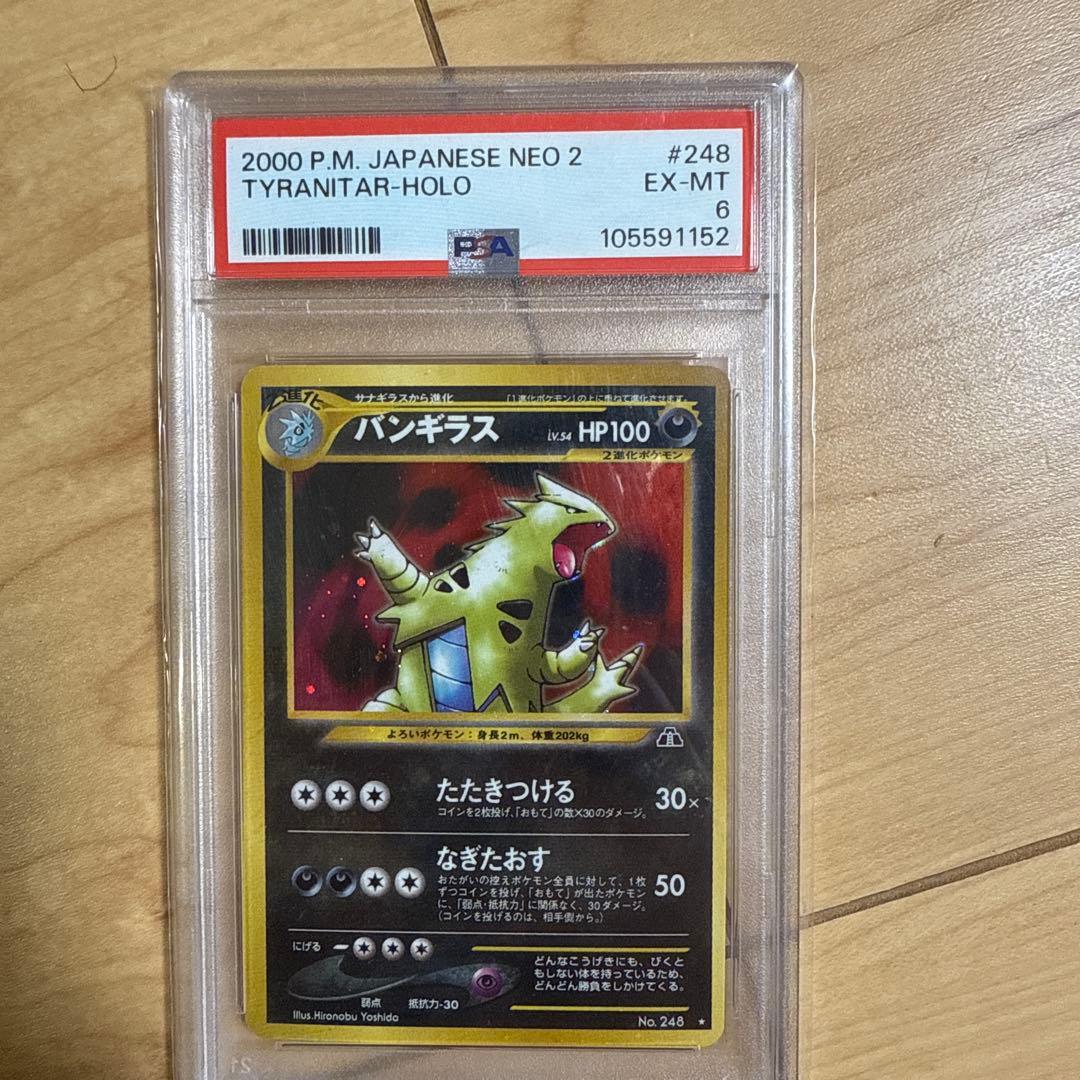 2000 P.M. JAPANESE NEO 2 #248
TYRANITAR-HOLO EX-MT
6
PSA 105591152
2進化 サナギラスから進化 「1進化ポケモン」の上に重ねて進化させます。
バンギラス LV.54 HP100
2進化ポケモン
よろいポケモン：身長2m、体重202kg
たたきつける 30×
コインを2枚投げ、「おもて」の数×30のダメージ。
なぎたおす 50
おたがいの控えポケモン全員に対して、1枚
ずつコインを投げ、「おもて」が出たポケモン
に、「弱点・抵抗力」に関係なく、30ダメージ。
（コインを投げるのは、相手側から。）
にげる
どんなこうげきにも、びくと
もしない体を持っているため、
どんどん勝負をしかけてくる。
弱点 抵抗力-30
Illus.Hironobu Yoshida No. 248 ★